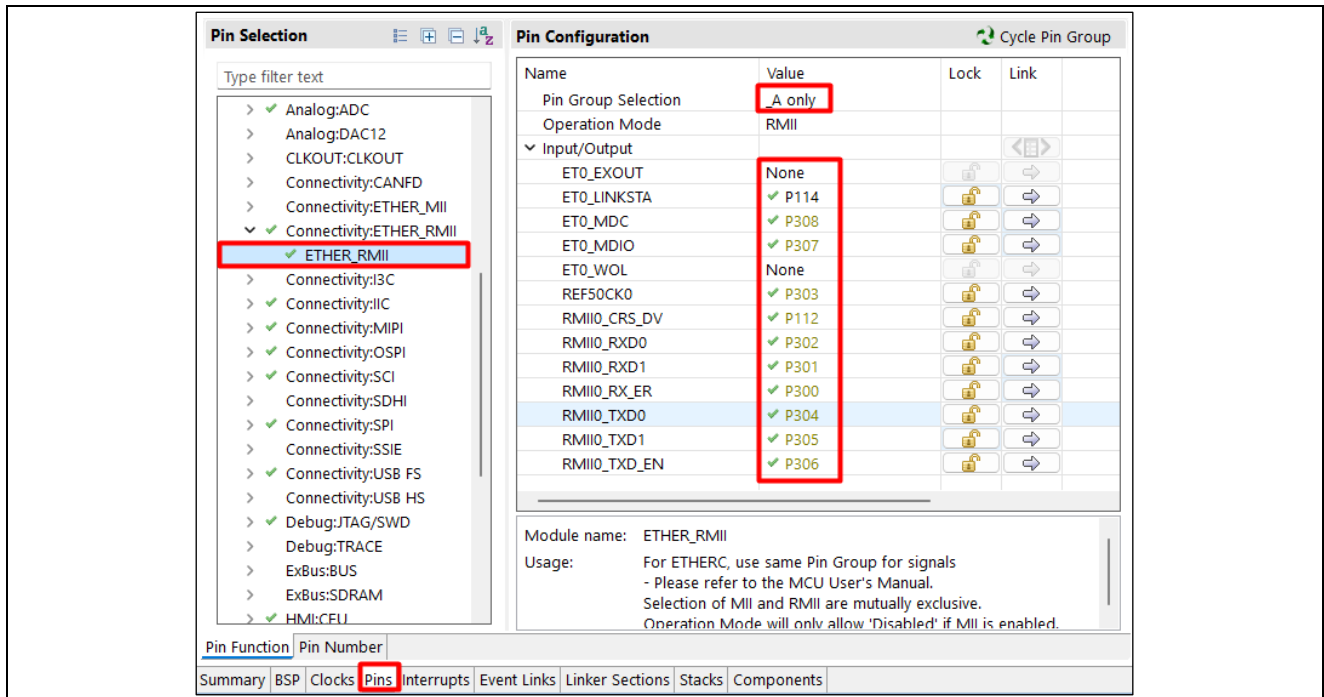 Pin Selection
Type filter text
Analog:ADC
Analog:DAC12
CLKOUT:CLKOUT
Connectivity:CANFD
Connectivity:ETHER_MII
Connectivity:ETHER_RMII
ETHER_RMII
Connectivity:I3C
Connectivity:IIC
Connectivity:MIPI
Connectivity:OSPI
Connectivity:SCI
Connectivity:SDHI
Connectivity:SPI
Connectivity:SSIE
Connectivity:USB FS
Connectivity:USB HS
Debug:JTAG/SWD
Debug:TRACE
ExBus:BUS
ExBus:SDRAM
HMI:CEU
Pin Configuration Cycle Pin Group
Name Value Lock Link
Pin Group Selection _A only
Operation Mode RMII
Input/Output
ET0_EXOUT None
ET0_LINKSTA P114
ET0_MDC P308
ET0_MDIO P307
ET0_WOL None
REF50CK0 P303
RMII0_CRS_DV P112
RMII0_RXD0 P302
RMII0_RXD1 P301
RMII0_RX_ER P300
RMII0_TXD0 P304
RMII0_TXD1 P305
RMII0_TXD_EN P306
Module name: ETHER_RMII
Usage: For ETHERC, use same Pin Group for signals
- Please refer to the MCU User's Manual.
Selection of MII and RMII are mutually exclusive.
Operation Mode will only allow 'Disabled' if MII is enabled.
Pin Function Pin Number
Summary BSP Clocks Pins Interrupts Event Links Linker Sections Stacks Components